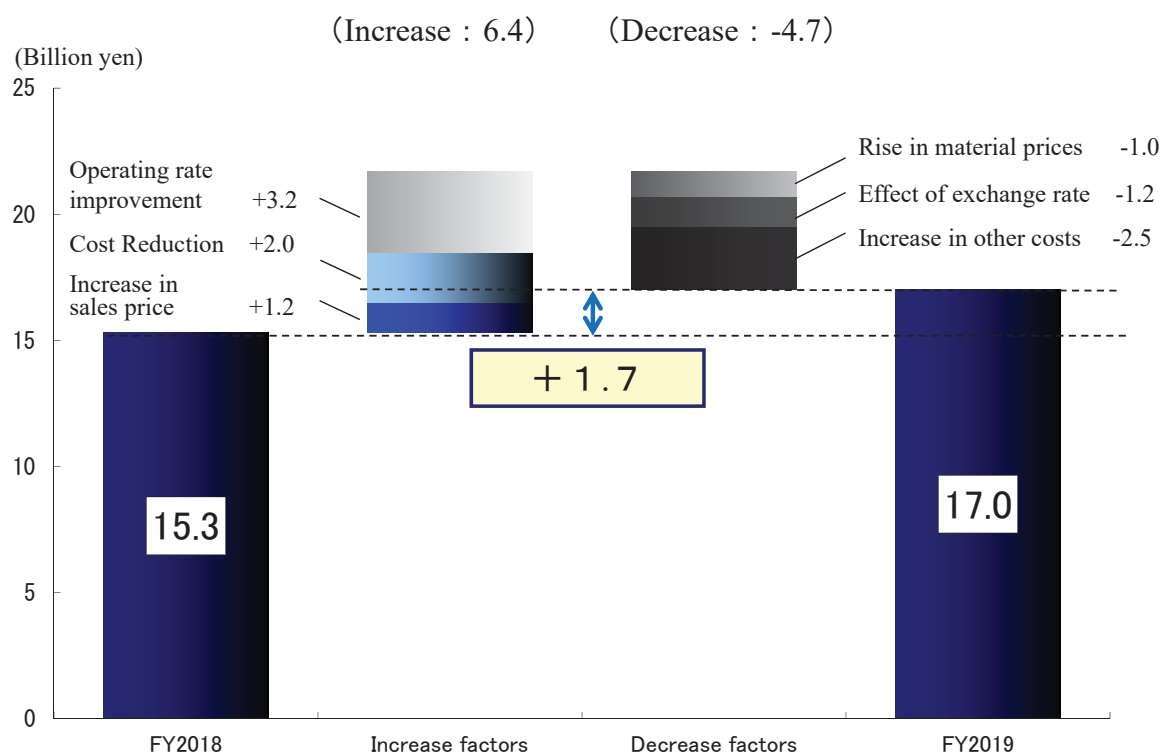 （Increase：6.4） （Decrease：-4.7）
(Billion yen)
25
20
15
10
5
0
Operating rate
improvement +3.2
Cost Reduction +2.0
Increase in
sales price +1.2
Rise in material prices -1.0
Effect of exchange rate -1.2
Increase in other costs -2.5
＋１.７
15.3
17.0
FY2018 Increase factors Decrease factors FY2019